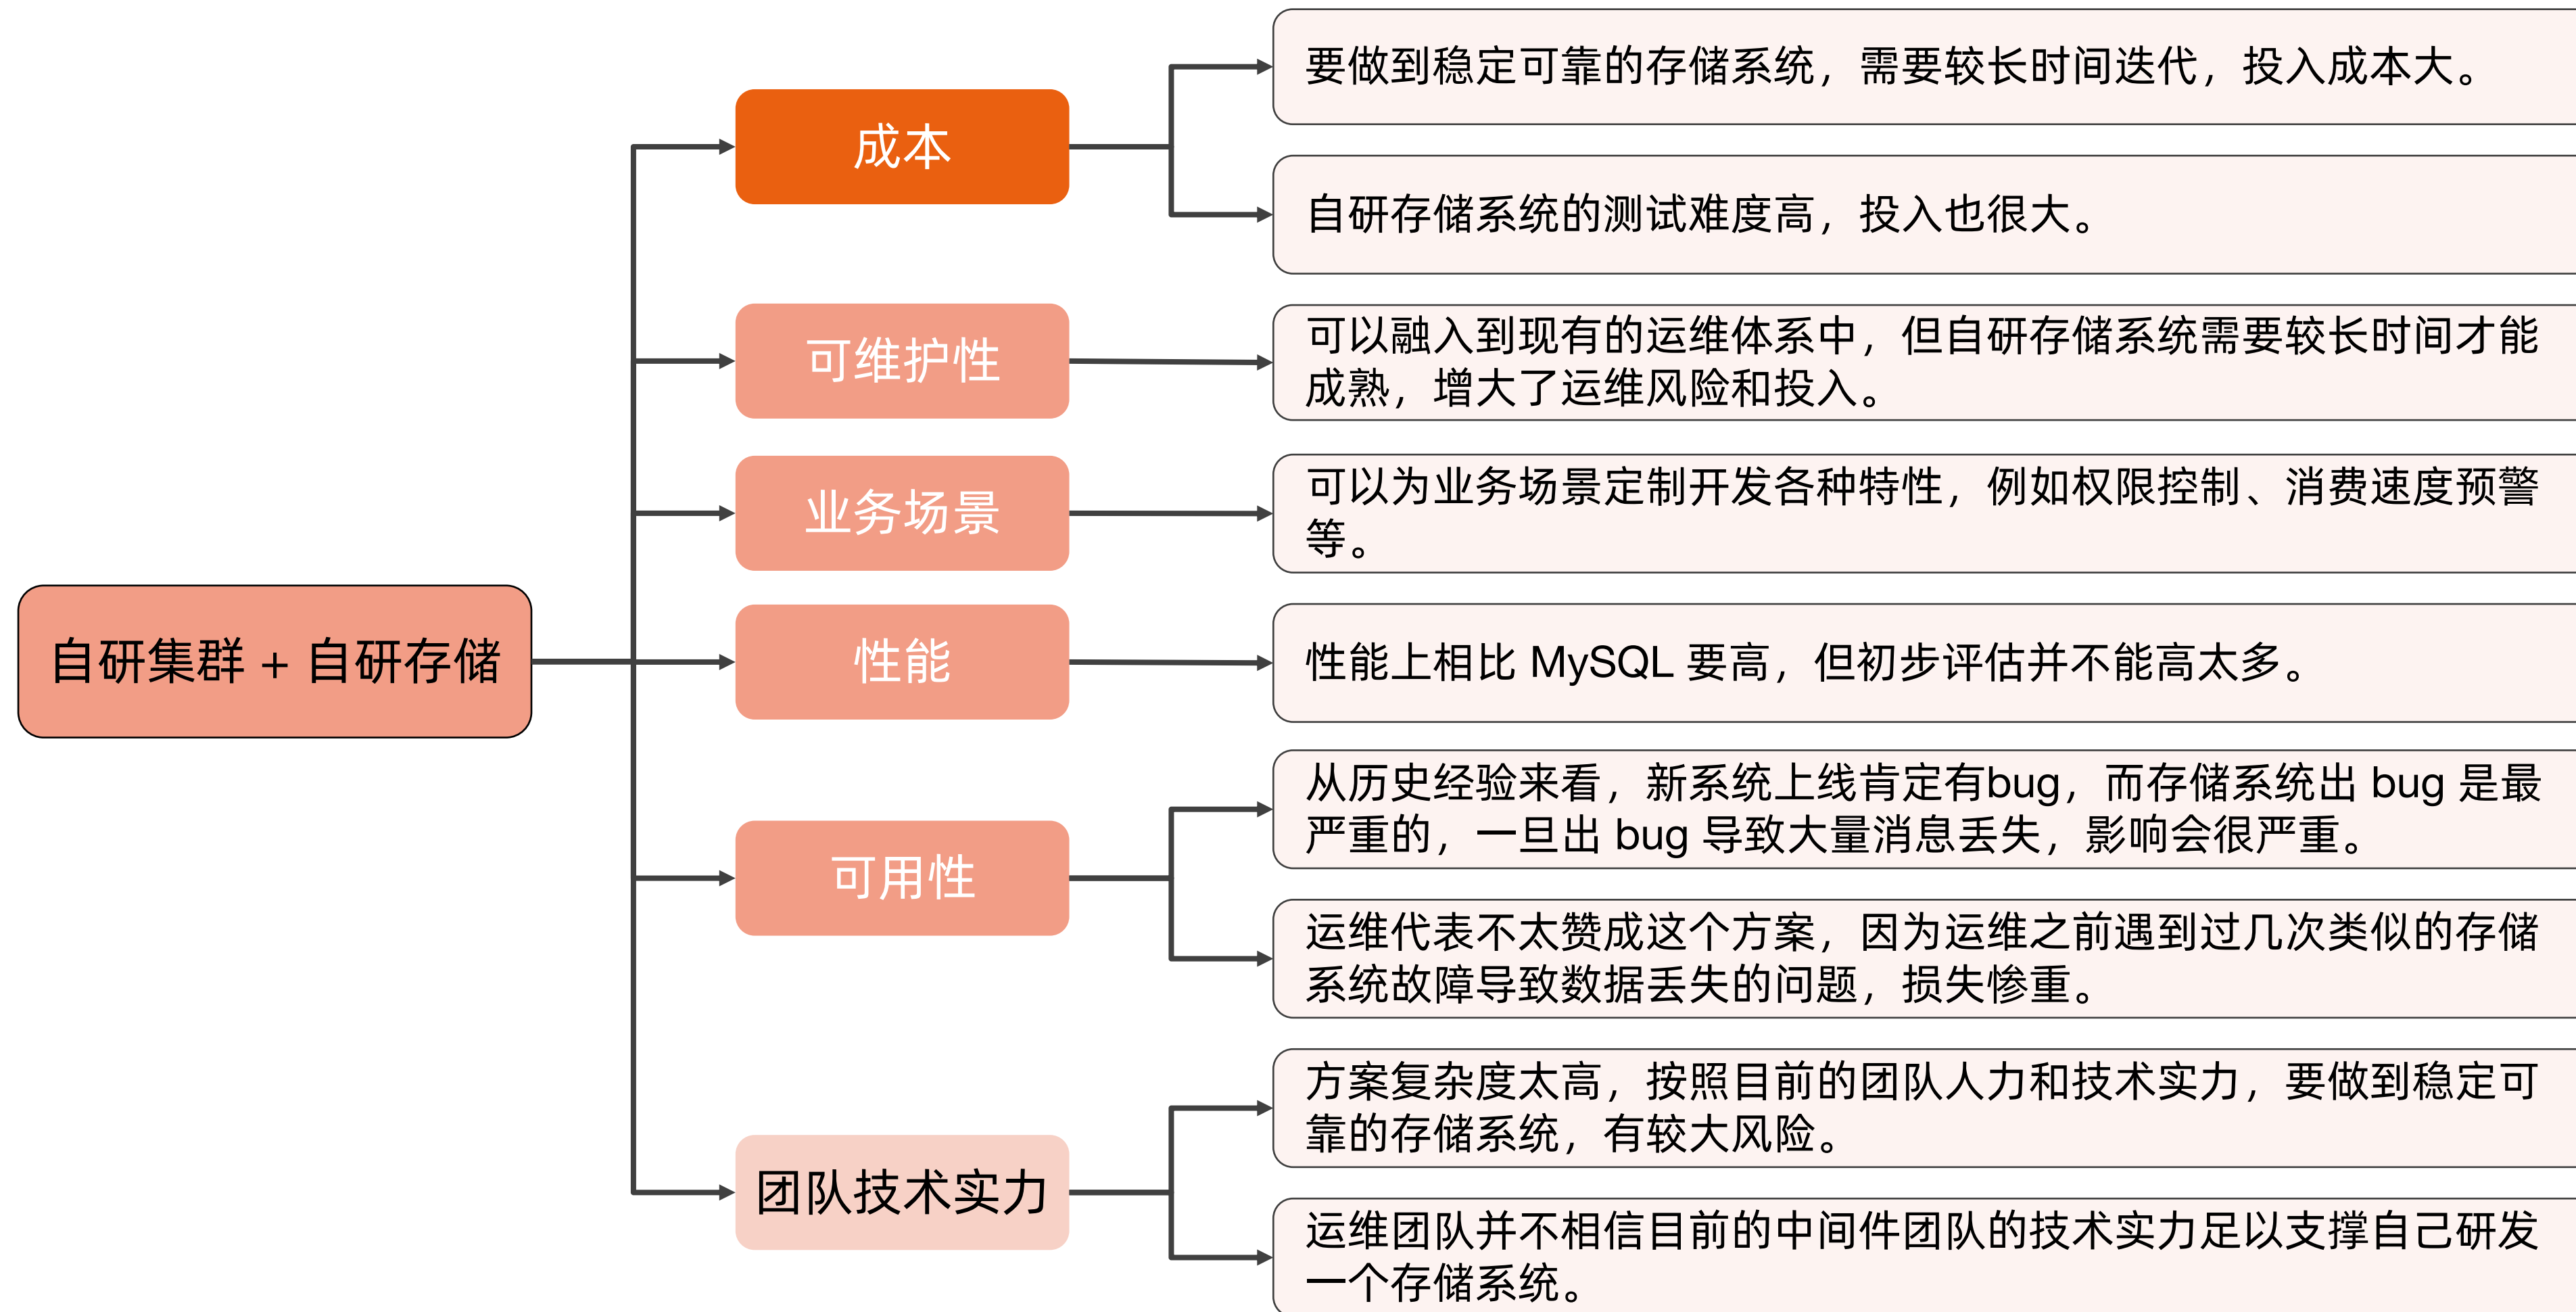 自研集群 + 自研存储
成本
要做到稳定可靠的存储系统，需要较长时间迭代，投入成本大。
自研存储系统的测试难度高，投入也很大。
可维护性
可以融入到现有的运维体系中，但自研存储系统需要较长时间才能
成熟，增大了运维风险和投入。
业务场景
可以为业务场景定制开发各种特性，例如权限控制、消费速度预警
等。
性能
性能上相比 MySQL 要高，但初步评估并不能高太多。
可用性
从历史经验来看，新系统上线肯定有bug，而存储系统出 bug 是最
严重的，一旦出 bug 导致大量消息丢失，影响会很严重。
运维代表不太赞成这个方案，因为运维之前遇到过几次类似的存储
系统故障导致数据丢失的问题，损失惨重。
团队技术实力
方案复杂度太高，按照目前的团队人力和技术实力，要做到稳定可
靠的存储系统，有较大风险。
运维团队并不相信目前的中间件团队的技术实力足以支撑自己研发
一个存储系统。